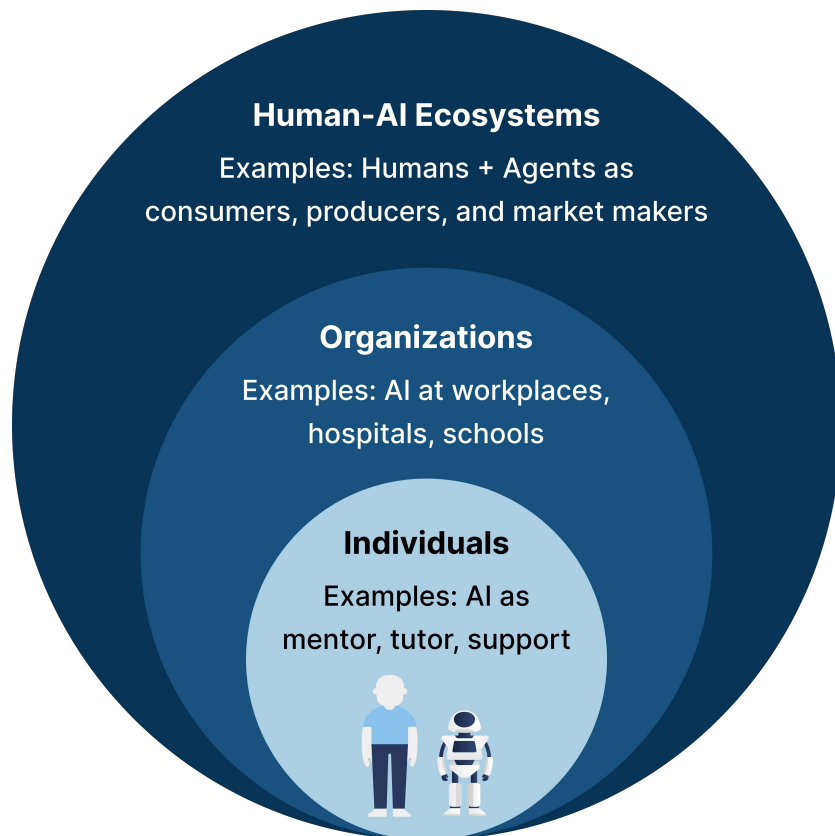 Human-AI Ecosystems
Examples: Humans + Agents as
consumers, producers, and market makers
Organizations
Examples: AI at workplaces,
hospitals, schools
Individuals
Examples: AI as
mentor, tutor, support